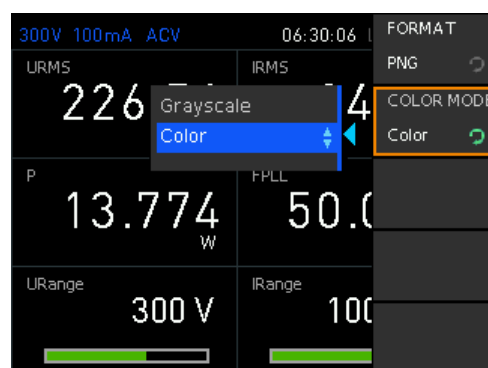 300V 100mA ACV 06:30:06
FORMAT
PNG
COLOR MODE
Color
URMS
226
IRMS
4
Grayscale
Color
P
13.774
W
FPLL
50.0
URange
300 V
IRange
100